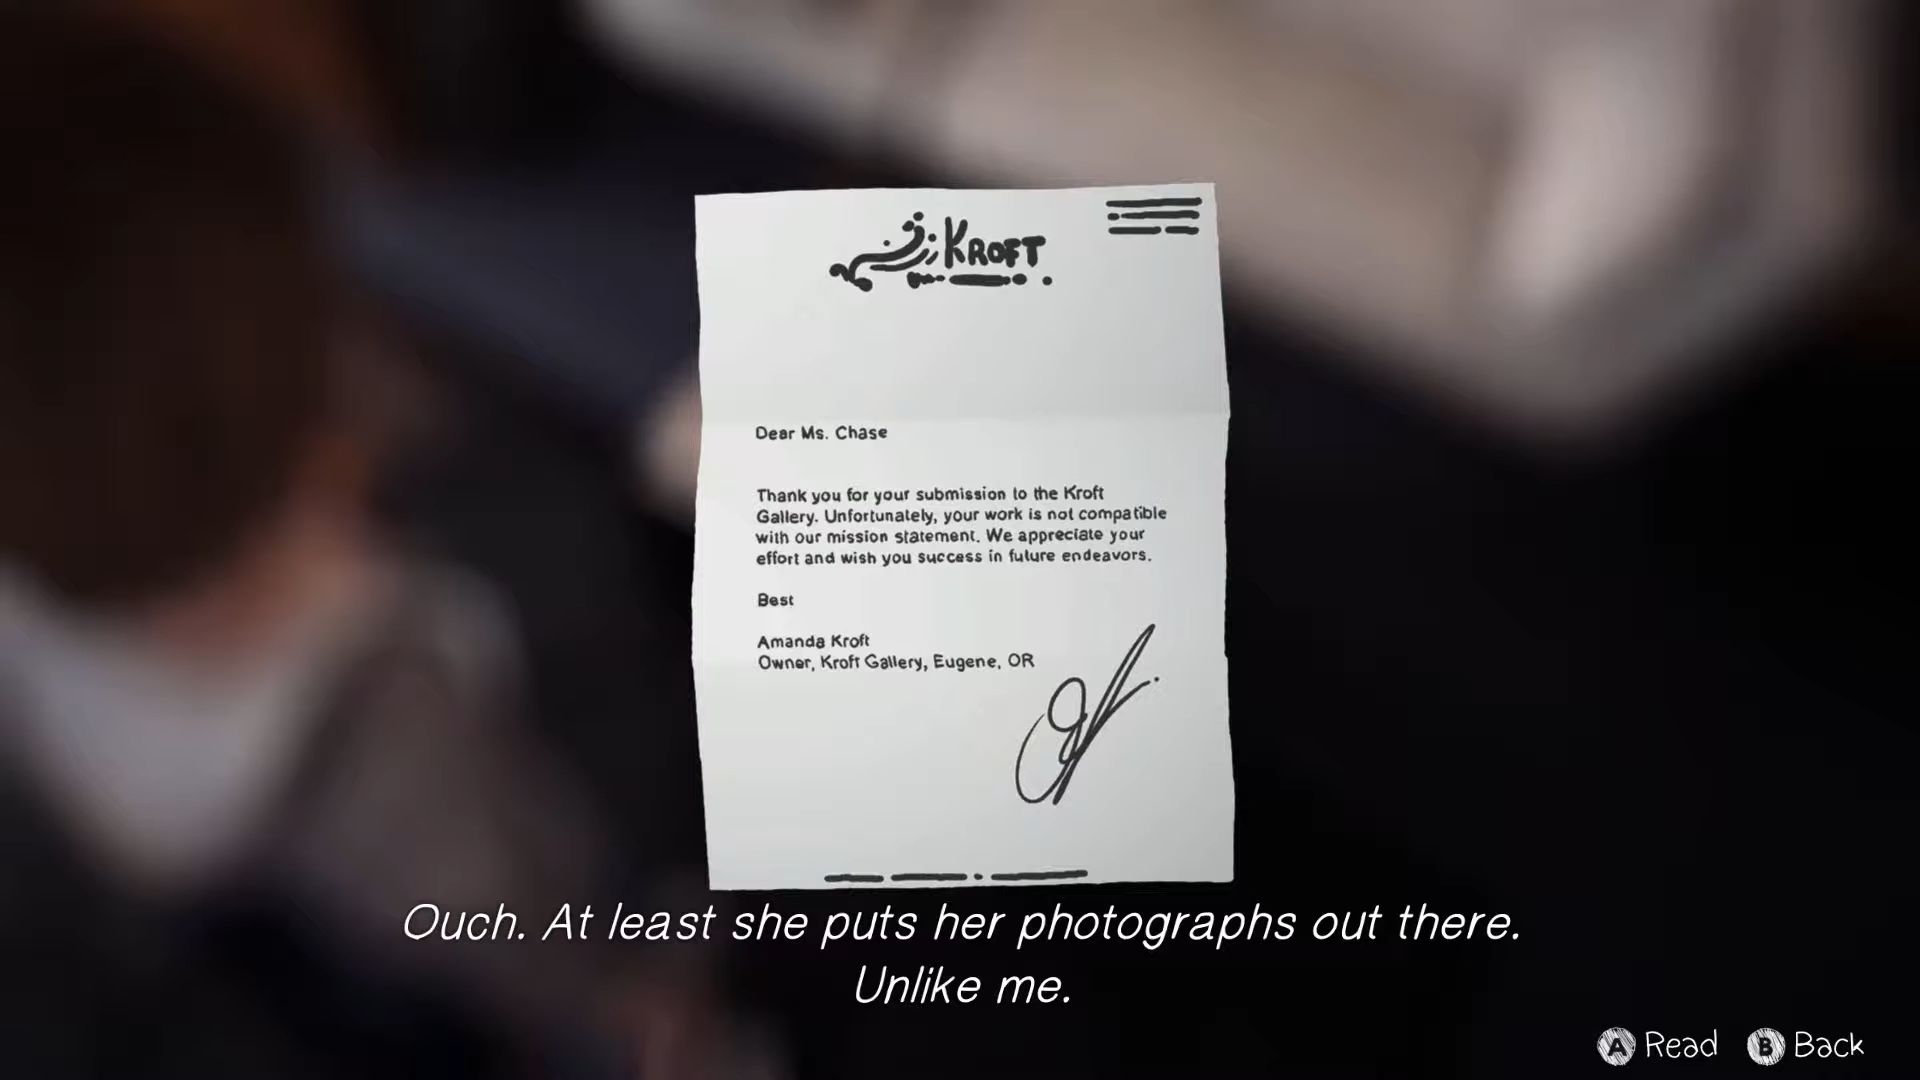 KROFT
Dear Ms. Chase
Thank you for your submission to the Kroft
Gallery. Unfortunately, your work is not compatible
with our mission statement. We appreciate your
effort and wish you success in future endeavors.
Best
Amanda Kroft
Owner, Kroft Gallery, Eugene, OR
Ouch. At least she puts her photographs out there.
Unlike me.
A Read B Back